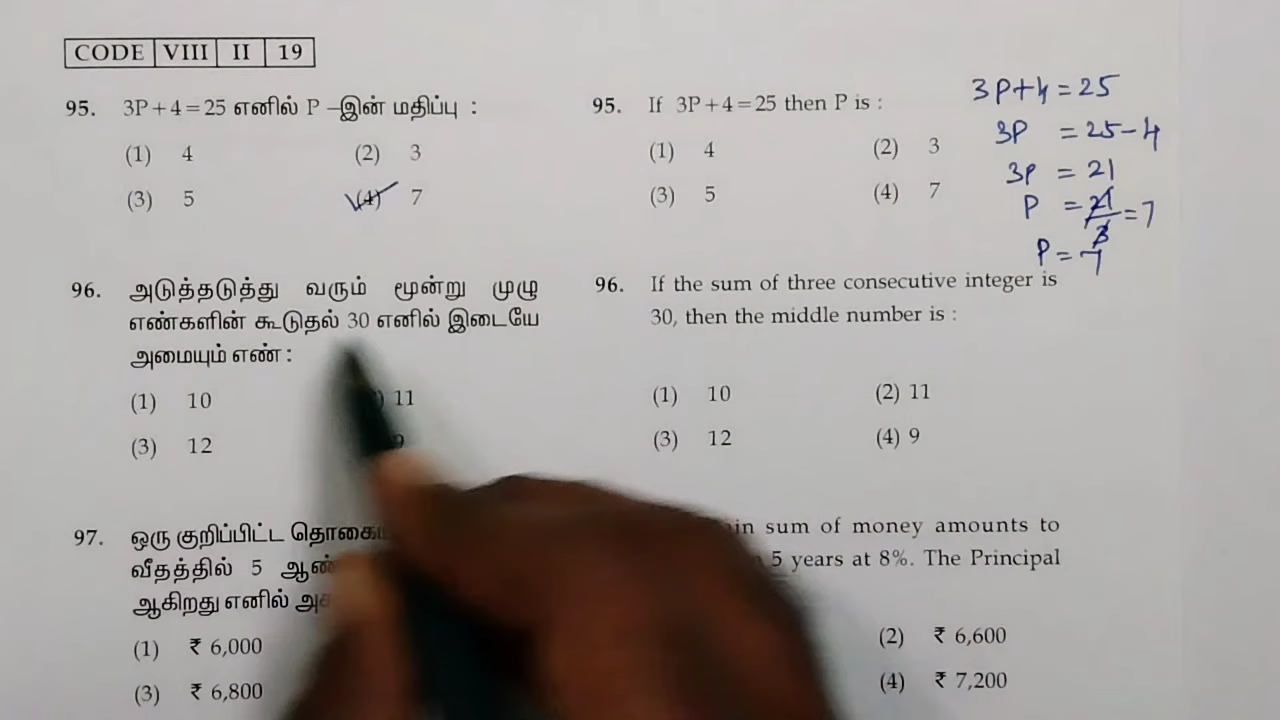 CODE VIII II 19
95. 3P+4=25 எனில் P –இன் மதிப்பு :
(1) 4 (2) 3
(3) 5 (4) 7
96. அடுத்தடுத்து வரும் மூன்று முழு
எண்களின் கூடுதல் 30 எனில் இடையே
அமையும் எண் :
(1) 10 11
(3) 12 9
97. ஒரு குறிப்பிட்ட
வீதத்தில் 5
ஆகிறது எனில்
(1) ₹ 6,000
(3) ₹ 6,800
95. If 3P+4=25 then P is :
(1) 4 (2) 3
(3) 5 (4) 7
96. If the sum of three consecutive integer is
30, then the middle number is :
(1) 10 (2) 11
(3) 12 (4) 9
sum of money amounts to
5 years at 8%. The Principal
(2) ₹ 6,600
(4) ₹ 7,200
3P+4=25
3P =25-4
3P =21
P =21/3=7
P=7